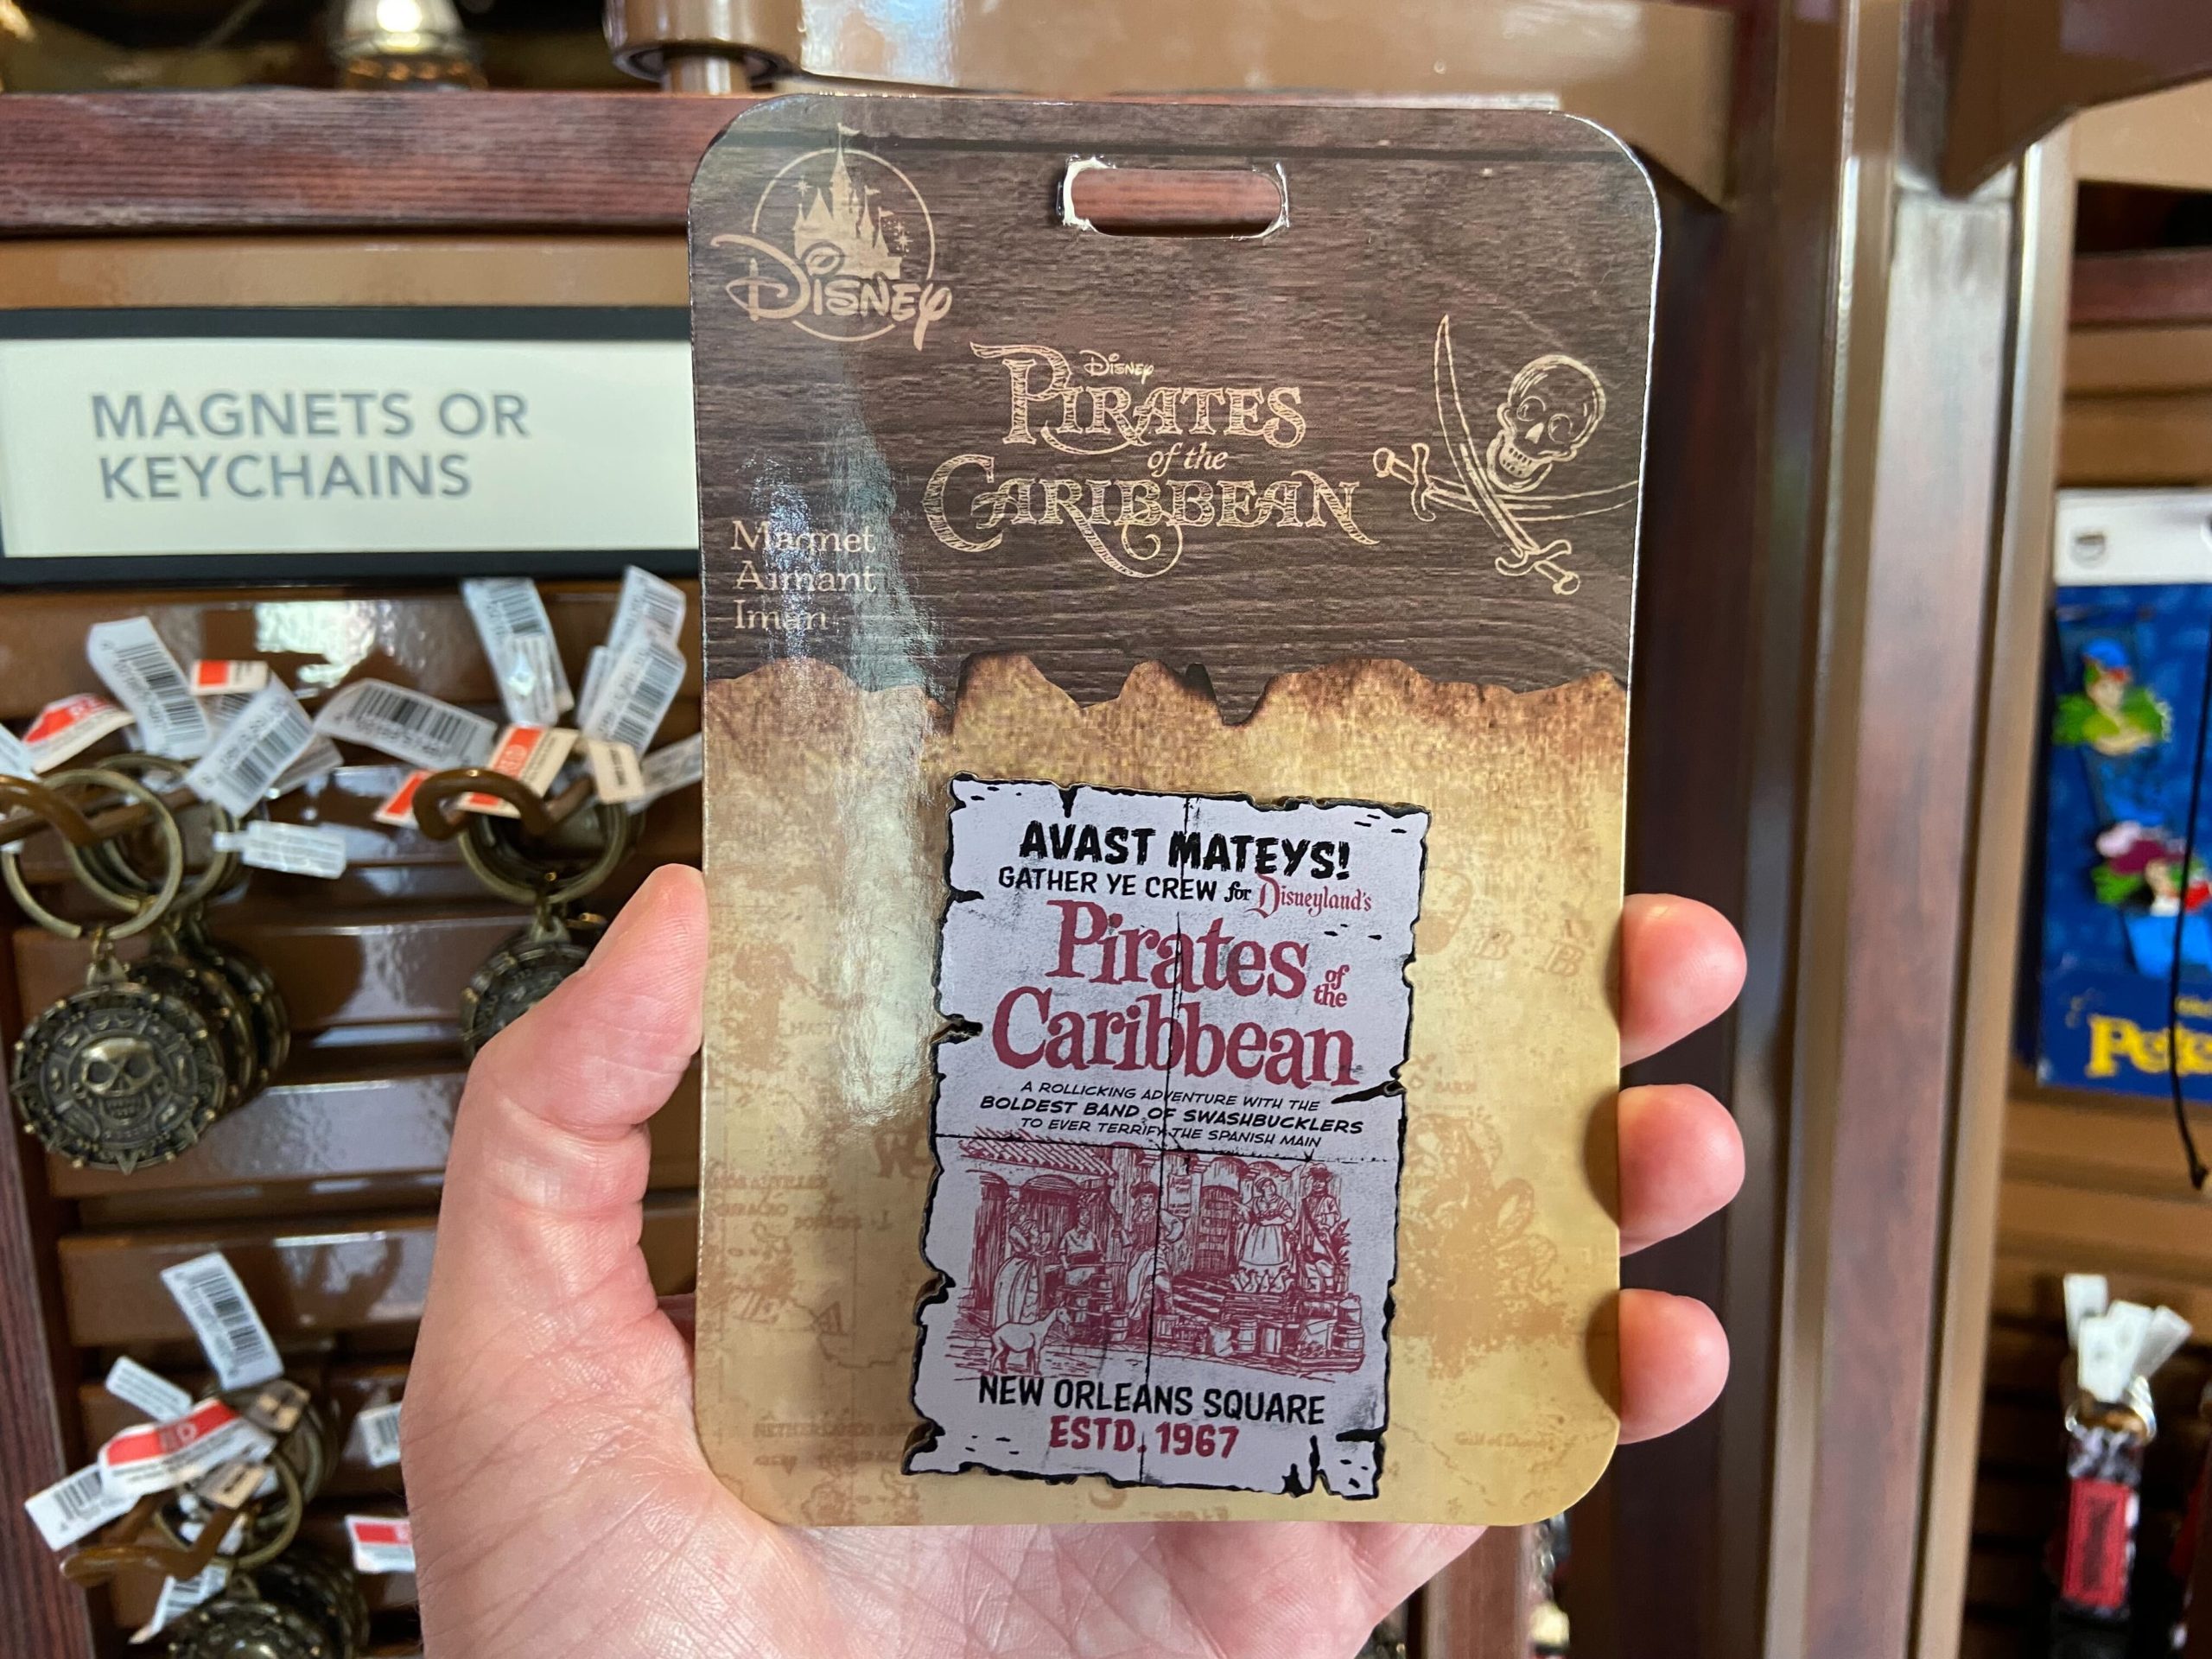 MAGNETS OR
KEYCHAINS
Disney
Disney
PIRATES
of the
CARIBBEAN
Magnet
Aimant
Imán
AVAST MATEYS!
GATHER YE CREW for Disneyland's
Pirates of the
Caribbean
A ROLLICKING ADVENTURE WITH THE
BOLDEST BAND OF SWASHBUCKLERS
TO EVER TERRIFY THE SPANISH MAIN
NEW ORLEANS SQUARE
ESTD. 1967